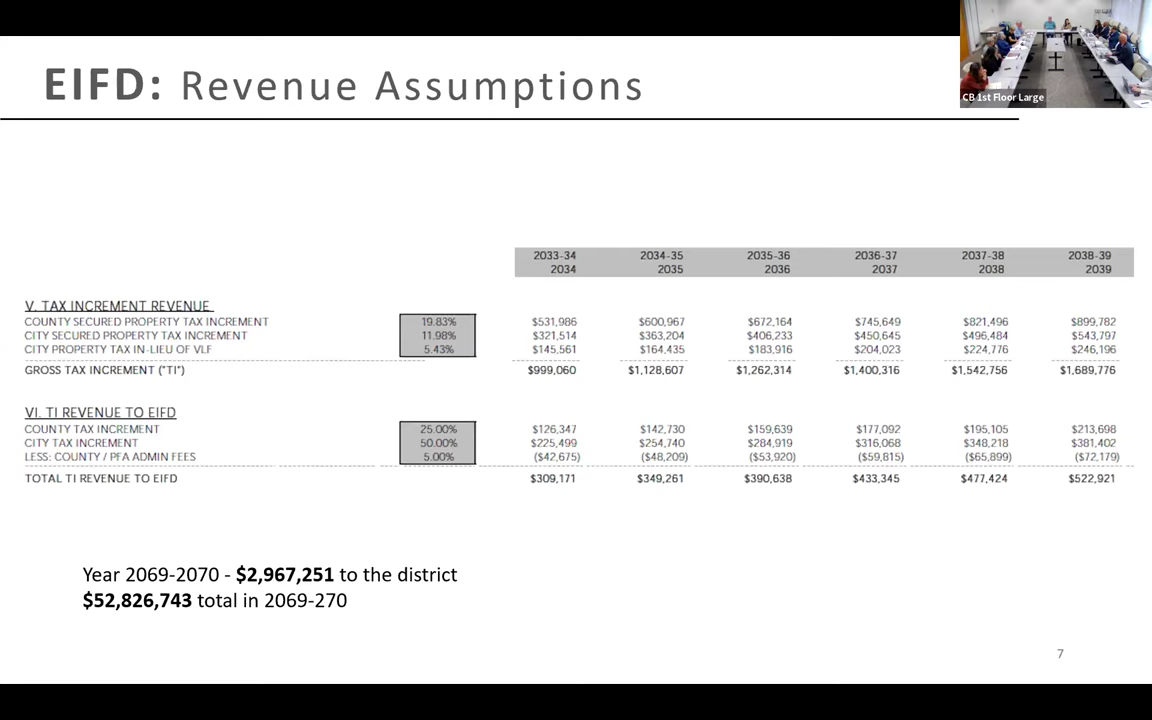 EIFD: Revenue Assumptions
CB 1st Floor Large
2033-34 2034-35 2035-36 2036-37 2037-38 2038-39
2034 2035 2036 2037 2038 2039
V. TAX INCREMENT REVENUE
COUNTY SECURED PROPERTY TAX INCREMENT 19.83% $531,986 $600,967 $672,164 $745,649 $821,496 $899,782
CITY SECURED PROPERTY TAX INCREMENT 11.98% $321,514 $363,204 $406,233 $450,645 $496,484 $543,797
CITY PROPERTY TAX IN-LIEU OF VLF 5.43% $145,561 $164,435 $183,916 $204,023 $224,776 $246,196
GROSS TAX INCREMENT ("TI") $999,060 $1,128,607 $1,262,314 $1,400,316 $1,542,756 $1,689,776
VI. TI REVENUE TO EIFD
COUNTY TAX INCREMENT 25.00% $126,347 $142,730 $159,639 $177,092 $195,105 $213,698
CITY TAX INCREMENT 50.00% $225,499 $254,740 $284,919 $316,068 $348,218 $381,402
LESS: COUNTY / PFA ADMIN FEES 5.00% ($42,675) ($48,209) ($53,920) ($59,815) ($65,899) ($72,179)
TOTAL TI REVENUE TO EIFD $309,171 $349,261 $390,638 $433,345 $477,424 $522,921
Year 2069-2070 - $2,967,251 to the district
$52,826,743 total in 2069-270
7